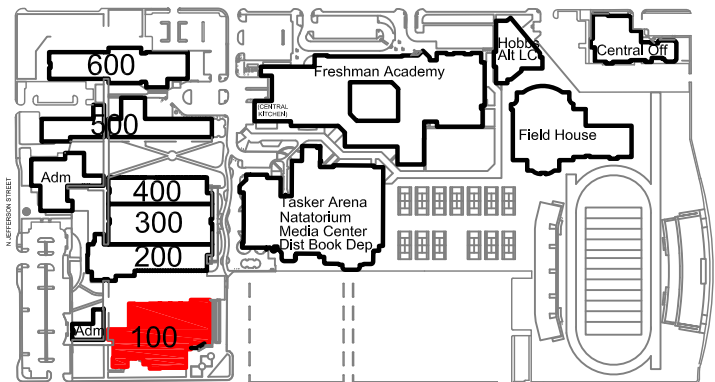 600
500
Adm
400
300
200
Adm
100
N JEFFERSON STREET
Freshman Academy
(CENTRAL
KITCHEN)
Hobbs
Alt LC
Central Off
Field House
Tasker Arena
Natatorium
Media Center
Dist Book Dep